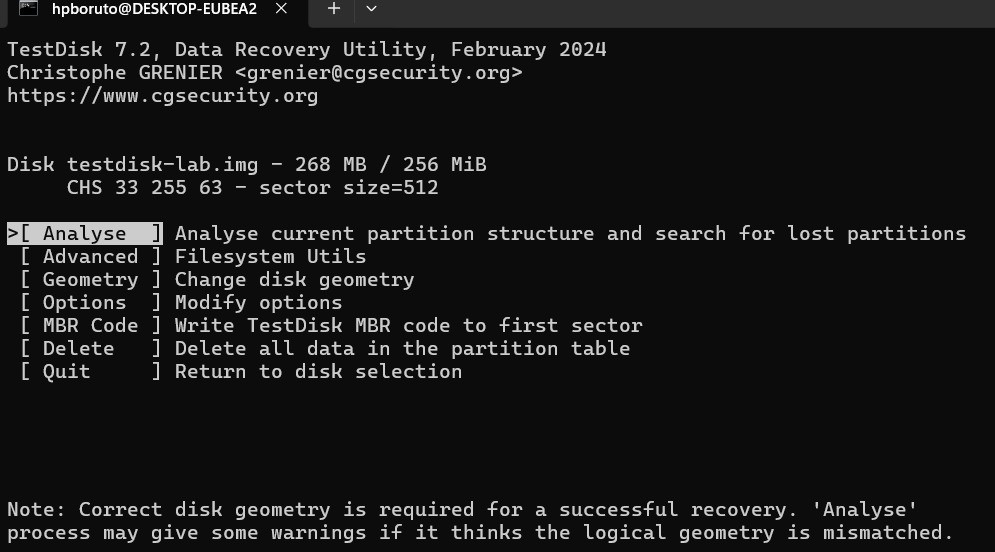 hpboruto@DESKTOP-EUBEA2
TestDisk 7.2, Data Recovery Utility, February 2024
Christophe GRENIER <grenier@cgsecurity.org>
https://www.cgsecurity.org
Disk testdisk-lab.img - 268 MB / 256 MiB
CHS 33 255 63 - sector size=512
>[ Analyse  ] Analyse current partition structure and search for lost partitions
[ Advanced ] Filesystem Utils
[ Geometry ] Change disk geometry
[ Options  ] Modify options
[ MBR Code ] Write TestDisk MBR code to first sector
[ Delete   ] Delete all data in the partition table
[ Quit     ] Return to disk selection
Note: Correct disk geometry is required for a successful recovery. 'Analyse'
process may give some warnings if it thinks the logical geometry is mismatched.